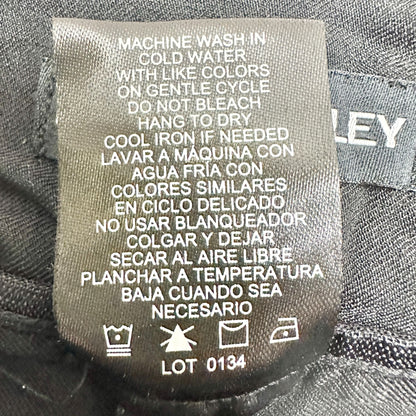 MACHINE WASH IN
COLD WATER
WITH LIKE COLORS
ON GENTLE CYCLE
DO NOT BLEACH
HANG TO DRY
COOL IRON IF NEEDED
LAVAR A MÁQUINA CON
AGUA FRÍA CON
COLORES SIMILARES
EN CICLO DELICADO
NO USAR BLANQUEADOR
COLGAR Y DEJAR
SECAR AL AIRE LIBRE
PLANCHAR A TEMPERATURA
BAJA CUANDO SEA
NECESARIO
LOT 0134
LEY